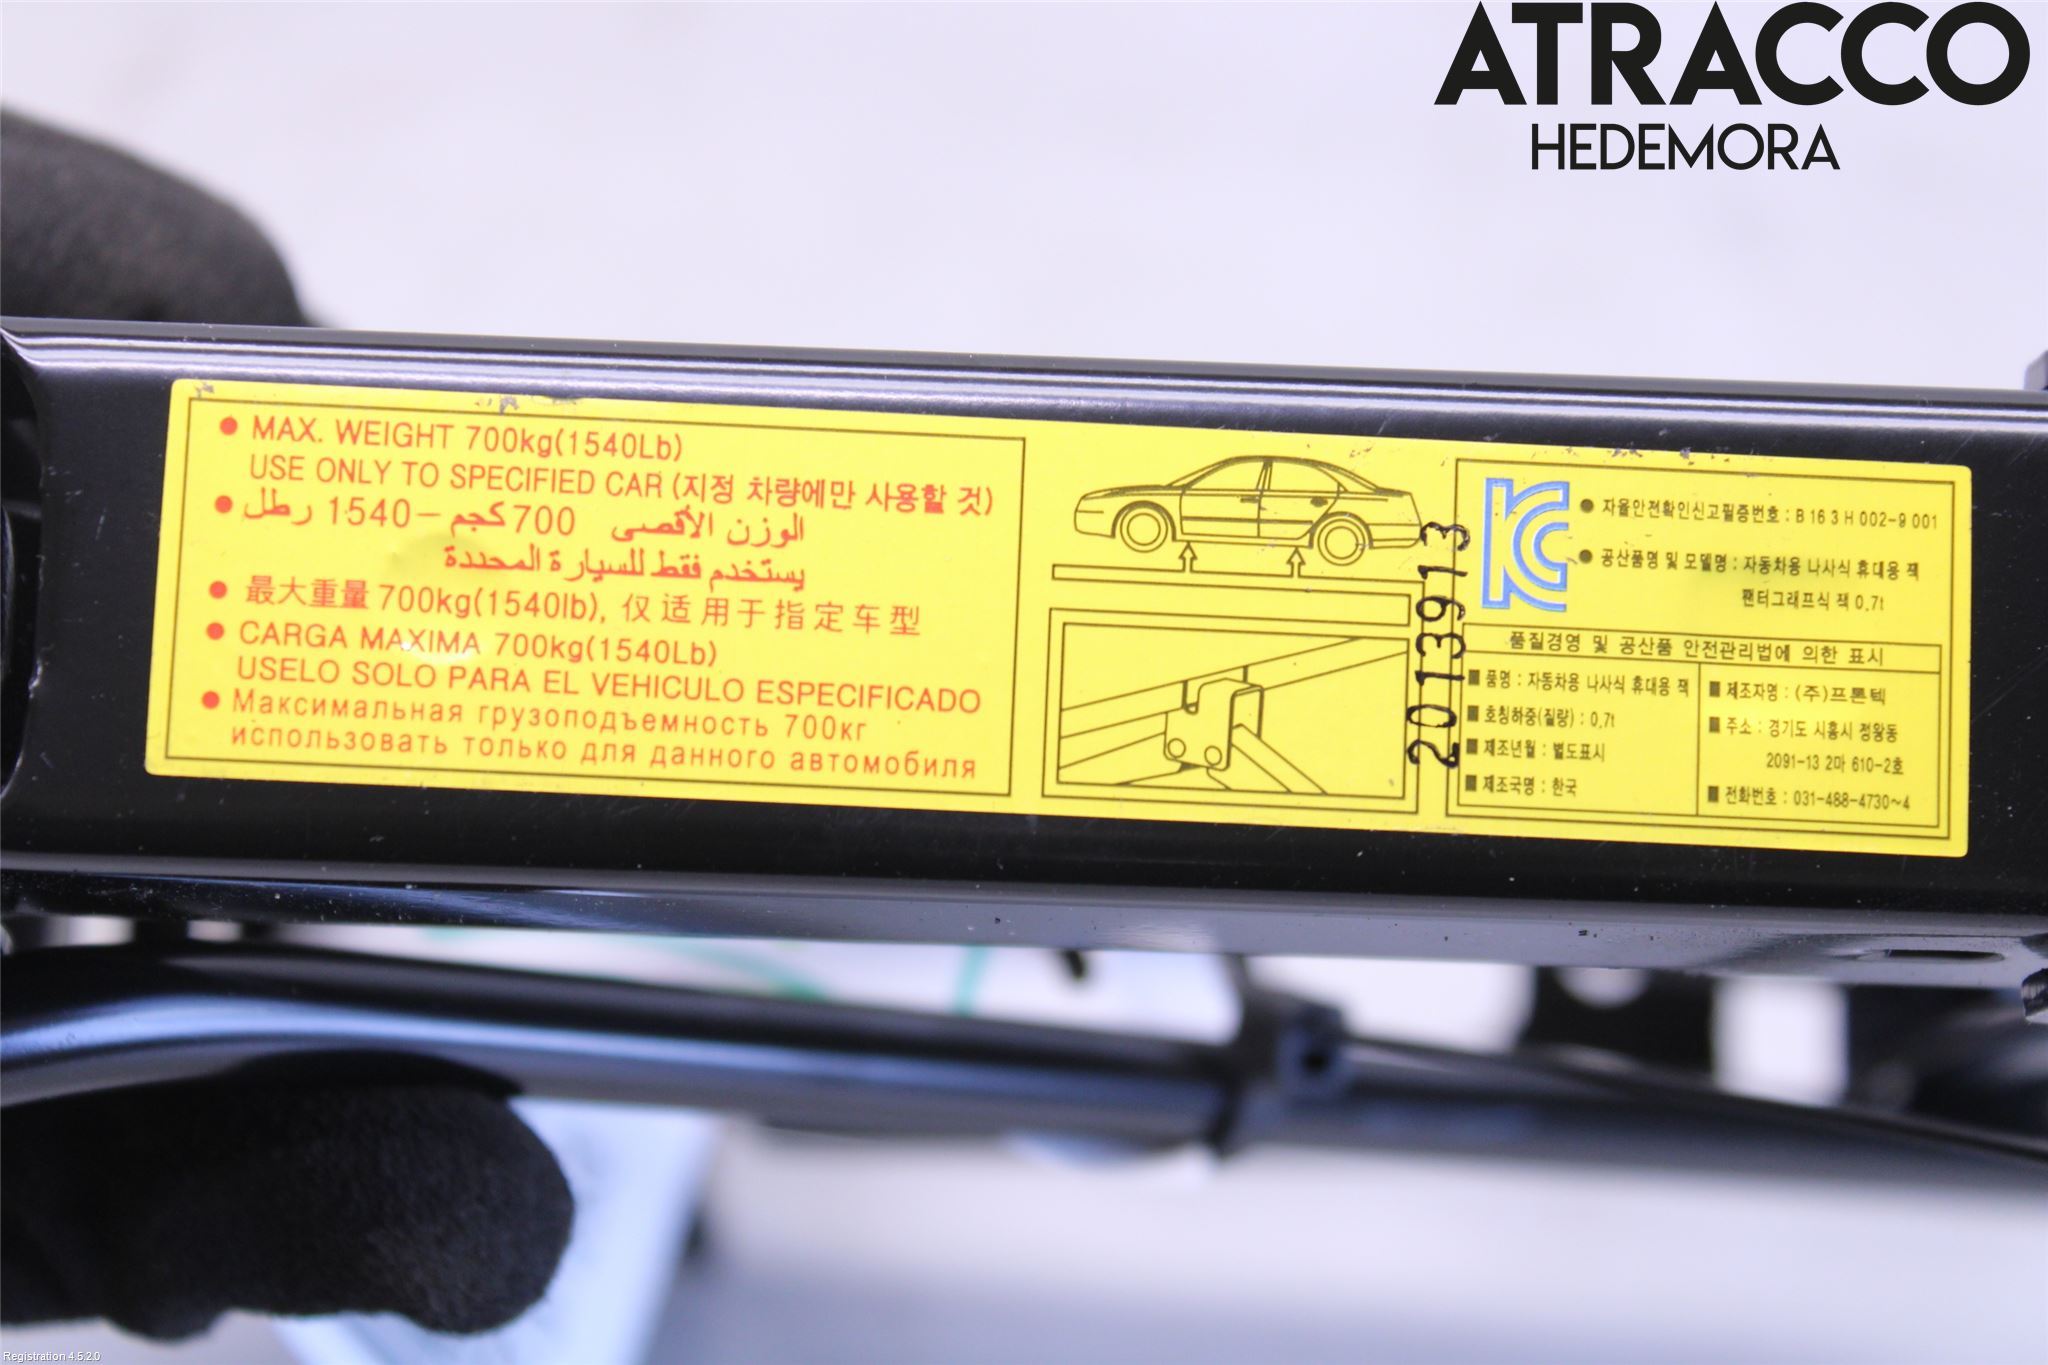 ATRACCO
HEDEMORA
● MAX. WEIGHT 700kg(1540Lb)
USE ONLY TO SPECIFIED CAR (지정 차량에만 사용할 것)
● الوزن الأقصى 700 كجم -1540 رطل
يستخدم فقط للسيارة المحددة
● 最大重量 700kg(1540lb), 仅适用于指定车型
● CARGA MAXIMA 700kg(1540Lb)
USELO SOLO PARA EL VEHICULO ESPECIFICADO
● Максимальная грузоподъемность 700кг
использовать только для данного автомобиля
2013913
KC
● 자율안전확인신고필증번호 : B 16 3 H 002-9 001
● 공산품명 및 모델명 : 자동차용 나사식 휴대용 잭
팬터그래프식 잭 0.7t
품질경영 및 공산품 안전관리법에 의한 표시
■ 품명 : 자동차용 나사식 휴대용 잭
■ 호칭하중(질량) : 0,7t
■ 제조년월 : 별도표시
■ 제조국명 : 한국
■ 제조자명 : (주)프론텍
■ 주소 : 경기도 시흥시 정왕동
2091-13 2마 610-2호
■ 전화번호 : 031-488-4730~4
Registration 4.5.2.0